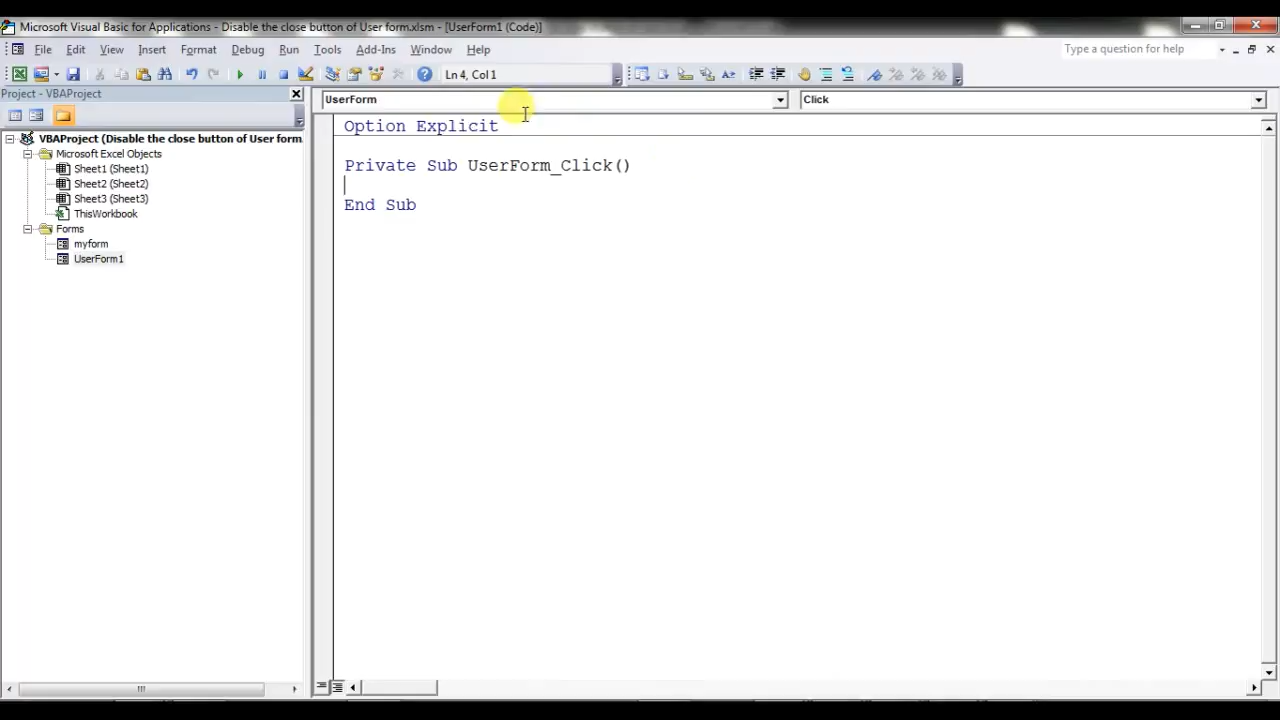 Microsoft Visual Basic for Applications - Disable the close button of User form.xlsm - [UserForm1 (Code)]
File Edit View Insert Format Debug Run Tools Add-Ins Window Help
Type a question for help
Ln 4, Col 1
Project - VBAProject
UserForm
Click
VBAProject (Disable the close button of User form.
Microsoft Excel Objects
Sheet1 (Sheet1)
Sheet2 (Sheet2)
Sheet3 (Sheet3)
ThisWorkbook
Forms
myform
UserForm1
Option Explicit
Private Sub UserForm_Click()
End Sub